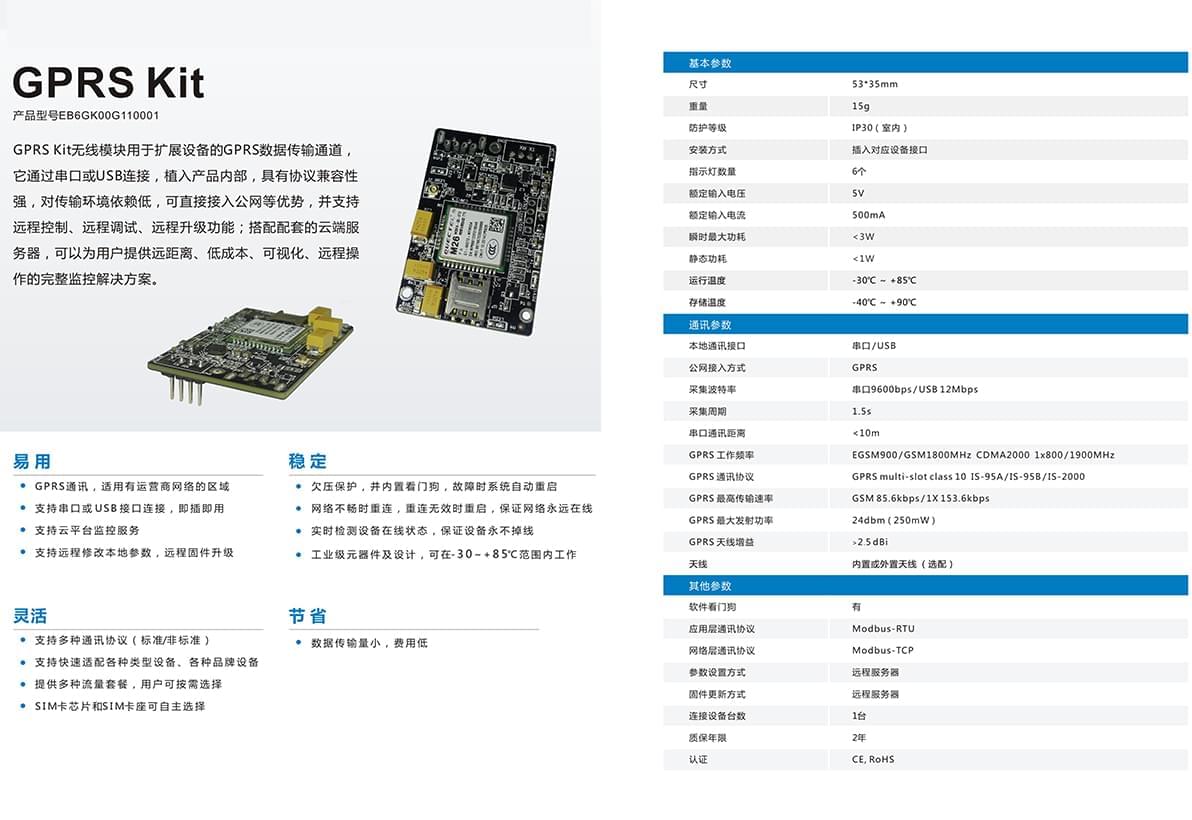 GPRS Kit
产品型号EB6GK00G110001
GPRS Kit无线模块用于扩展设备的GPRS数据传输通道，
它通过串口或USB连接，植入产品内部，具有协议兼容性
强，对传输环境依赖低，可直接接入公网等优势，并支持
远程控制、远程调试、远程升级功能；搭配配套的云端服
务器，可以为用户提供远距离、低成本、可视化、远程操
作的完整监控解决方案。
M26
易用
GPRS通讯，适用有运营商网络的区域
支持串口或USB接口连接，即插即用
支持云平台监控服务
支持远程修改本地参数，远程固件升级
稳定
欠压保护，并内置看门狗，故障时系统自动重启
网络不畅时重连，重连无效时重启，保证网络永远在线
实时检测设备在线状态，保证设备永不掉线
工业级元器件及设计，可在-30~+85℃范围内工作
灵活
支持多种通讯协议（标准/非标准）
支持快速适配各种类型设备、各种品牌设备
提供多种流量套餐，用户可按需选择
SIM卡芯片和SIM卡座可自主选择
节省
数据传输量小，费用低
基本参数
尺寸 53*35mm
重量 15g
防护等级 IP30（室内）
安装方式 插入对应设备接口
指示灯数量 6个
额定输入电压 5V
额定输入电流 500mA
瞬时最大功耗 <3W
静态功耗 <1W
运行温度 -30℃ ~ +85℃
存储温度 -40℃ ~ +90℃
通讯参数
本地通讯接口 串口/USB
公网接入方式 GPRS
采集波特率 串口9600bps/USB 12Mbps
采集周期 1.5s
串口通讯距离 <10m
GPRS 工作频率 EGSM900/GSM1800MHz CDMA2000 1x800/1900MHz
GPRS 通讯协议 GPRS multi-slot class 10 IS-95A/IS-95B/IS-2000
GPRS 最高传输速率 GSM 85.6kbps/1X 153.6kbps
GPRS 最大发射功率 24dbm（250mW）
GPRS 天线增益 >2.5dBi
天线 内置或外置天线（选配）
其他参数
软件看门狗 有
应用层通讯协议 Modbus-RTU
网络层通讯协议 Modbus-TCP
参数设置方式 远程服务器
固件更新方式 远程服务器
连接设备台数 1台
质保年限 2年
认证 CE, RoHS